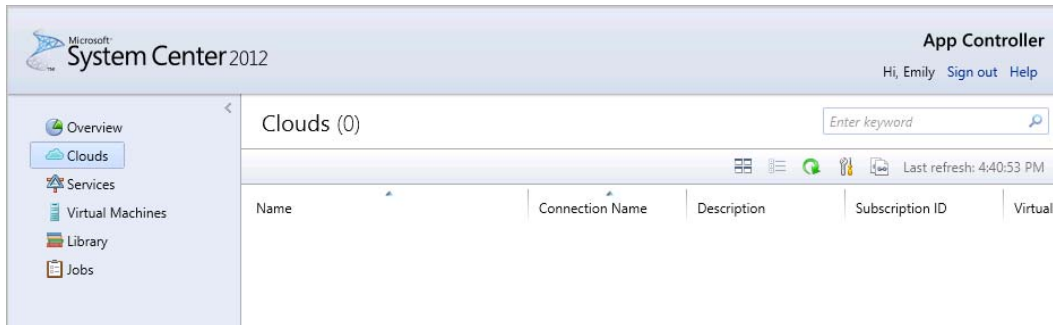 Microsoft
System Center 2012
App Controller
Hi, Emily Sign out Help
Overview
Clouds
Services
Virtual Machines
Library
Jobs
Clouds (0)
Enter keyword
Last refresh: 4:40:53 PM
Name Connection Name Description Subscription ID Virtual